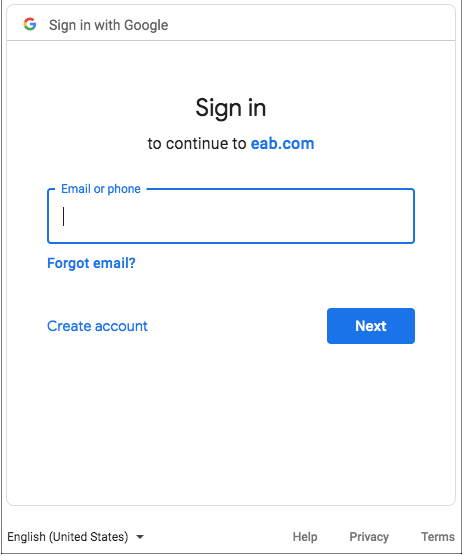 Sign in with Google
Sign in
to continue to eab.com
Email or phone
Forgot email?
Create account
Next
English (United States)
Help
Privacy
Terms